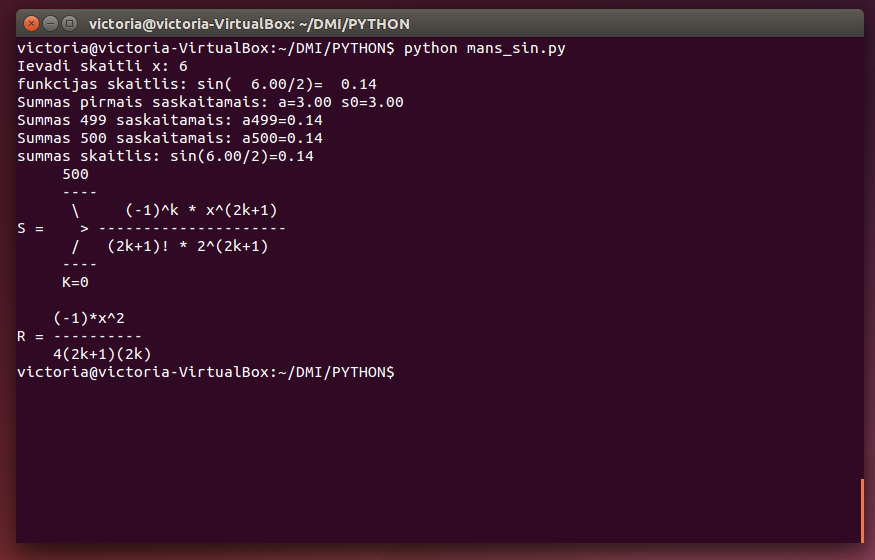 victoria@victoria-VirtualBox: ~/DMI/PYTHON
victoria@victoria-VirtualBox:~/DMI/PYTHON$ python mans_sin.py
Ievadi skaitli x: 6
funkcijas skaitlis: sin(  6.00/2)=  0.14
Summas pirmais saskaitamais: a=3.00 s0=3.00
Summas 499 saskaitamais: a499=0.14
Summas 500 saskaitamais: a500=0.14
summas skaitlis: sin(6.00/2)=0.14
     500
     ----
      \     (-1)^k * x^(2k+1)
S =    > ---------------------
      /   (2k+1)! * 2^(2k+1)
     ----
     K=0

    (-1)*x^2
R = ----------
    4(2k+1)(2k)
victoria@victoria-VirtualBox:~/DMI/PYTHON$